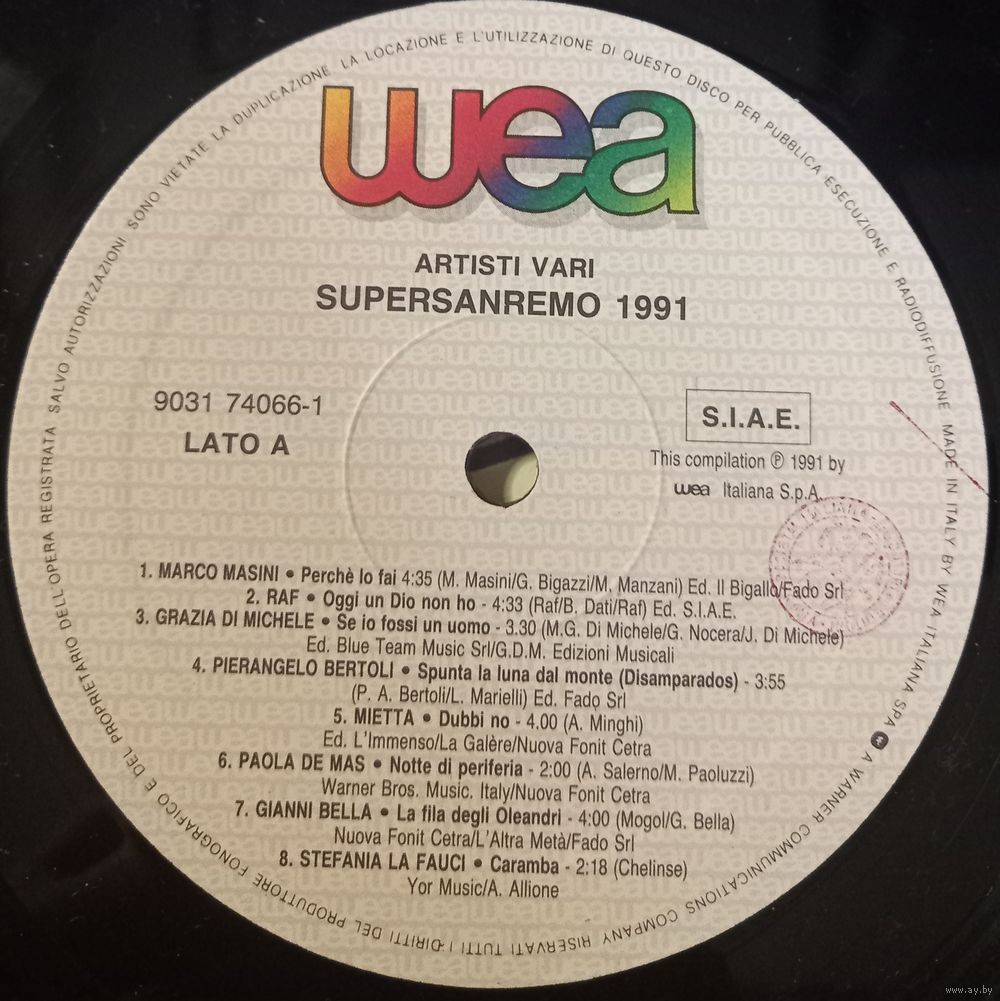 SONO VIETATE LA DUPLICAZIONE LA LOCAZIONE E L'UTILIZZAZIONE DI QUESTO DISCO PER PUBBLICA ESECUZIONE E RADIODIFFUSIONE MADE IN ITALY BY WEA ITALIANA SPA A WARNER COMMUNICATIONS COMPANY RISERVATI TUTTI I DIRITTI DEL PRODUTTORE FONOGRAFICO E DEL PROPRIETARIO DELL'OPERA REGISTRATA SALVO AUTORIZZAZIONI
wea
ARTISTI VARI
SUPERSANREMO 1991
9031 74066-1
LATO A
S.I.A.E.
This compilation ℗ 1991 by
wea Italiana S.p.A.
1. MARCO MASINI • Perchè lo fai 4:35 (M. Masini/G. Bigazzi/M. Manzani) Ed. Il Bigallo/Fado Srl
2. RAF • Oggi un Dio non ho - 4:33 (Raf/B. Dati/Raf) Ed. S.I.A.E.
3. GRAZIA DI MICHELE • Se io fossi un uomo - 3.30 (M.G. Di Michele/G. Nocera/J. Di Michele)
Ed. Blue Team Music Srl/G.D.M. Edizioni Musicali
4. PIERANGELO BERTOLI • Spunta la luna dal monte (Disamparados) - 3:55
(P. A. Bertoli/L. Marielli) Ed. Fado Srl
5. MIETTA • Dubbi no - 4.00 (A. Minghi)
Ed. L'Immenso/La Galère/Nuova Fonit Cetra
6. PAOLA DE MAS • Notte di periferia - 2:00 (A. Salerno/M. Paoluzzi)
Warner Bros. Music. Italy/Nuova Fonit Cetra
7. GIANNI BELLA • La fila degli Oleandri - 4:00 (Mogol/G. Bella)
Nuova Fonit Cetra/L'Altra Metà/Fado Srl
8. STEFANIA LA FAUCI • Caramba - 2:18 (Chelinse)
Yor Music/A. Allione
www.ay.by